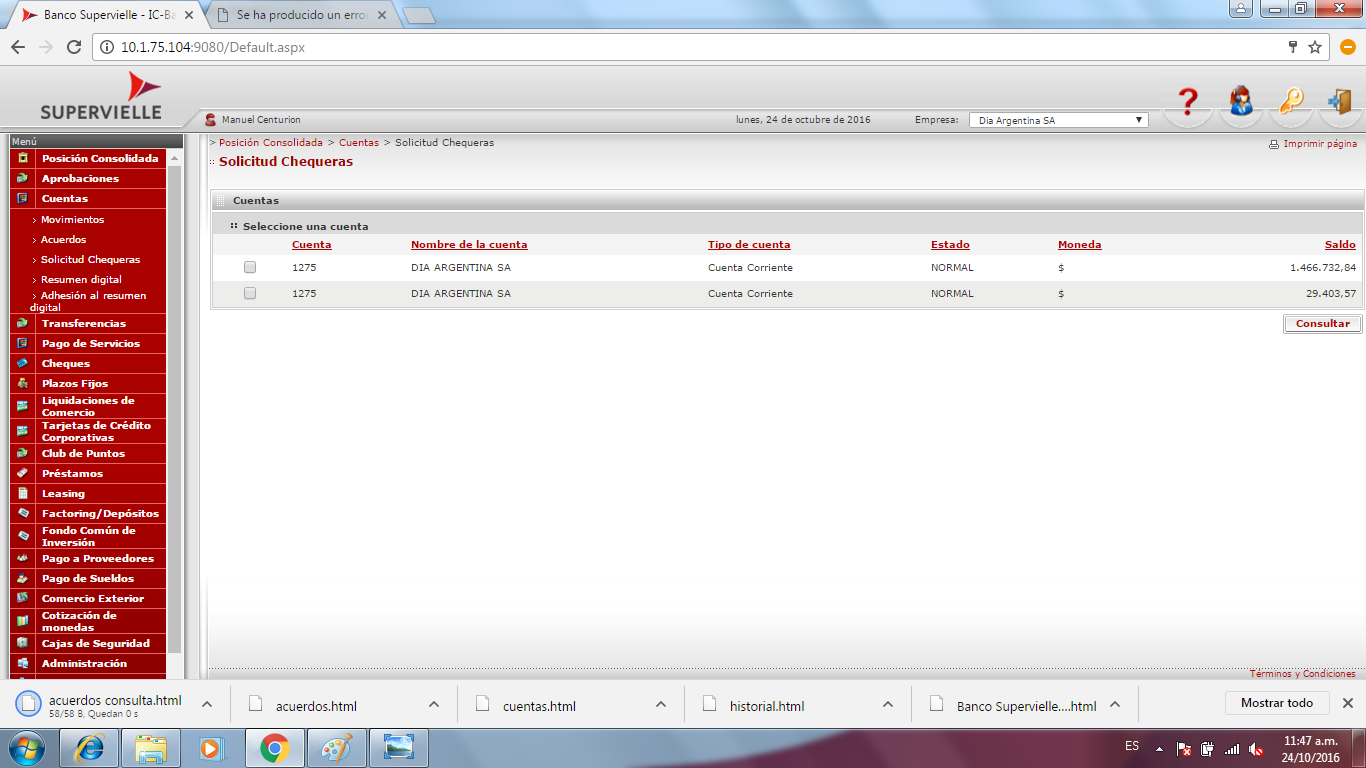 Banco Supervielle - IC-Ba
Se ha producido un erro
10.1.75.104:9080/Default.aspx
SUPERVIELLE
Manuel Centurion
lunes, 24 de octubre de 2016
Empresa:
Dia Argentina SA
Menú
Posición Consolidada
Aprobaciones
Cuentas
> Movimientos
> Acuerdos
> Solicitud Chequeras
> Resumen digital
> Adhesión al resumen
digital
Transferencias
Pago de Servicios
Cheques
Plazos Fijos
Liquidaciones de
Comercio
Tarjetas de Crédito
Corporativas
Club de Puntos
Préstamos
Leasing
Factoring/Depósitos
Fondo Común de
Inversión
Pago a Proveedores
Pago de Sueldos
Comercio Exterior
Cotización de
monedas
Cajas de Seguridad
Administración
> Posición Consolidada > Cuentas > Solicitud Chequeras
Imprimir página
Solicitud Chequeras
Cuentas
Seleccione una cuenta
Cuenta Nombre de la cuenta Tipo de cuenta Estado Moneda Saldo
1275 DIA ARGENTINA SA Cuenta Corriente NORMAL $ 1.466.732,84
1275 DIA ARGENTINA SA Cuenta Corriente NORMAL $ 29.403,57
Consultar
Términos y Condiciones
acuerdos consulta.html
58/58 B, Quedan 0 s
acuerdos.html
cuentas.html
historial.html
Banco Supervielle....html
Mostrar todo
ES
11:47 a.m.
24/10/2016